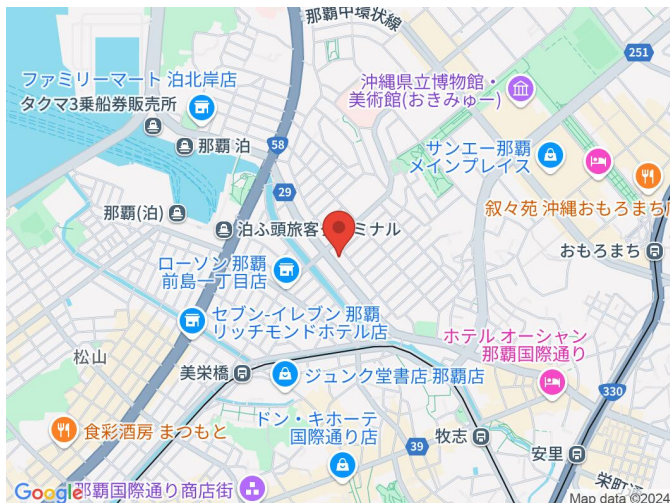 那覇中環状線
251
ファミリーマート 泊北岸店
タクマ3乗船券販売所
沖縄県立博物館・
美術館(おきみゅー)
那覇 泊
58
サンエー那覇
メインプレイス
29
叙々苑 沖縄おもろまち
那覇(泊)
泊ふ頭旅客
ミナル
おもろまち
ローソン 那覇
前島一丁目店
セブン-イレブン 那覇
リッチモンドホテル店
ホテル オーシャン
那覇国際通り
松山
美栄橋
ジュンク堂書店 那覇店
330
ドン・キホーテ
国際通り店
食彩酒房 まつもと
39
牧志
安里
栄町通
Google
那覇国際通り商店街
Map data ©2024